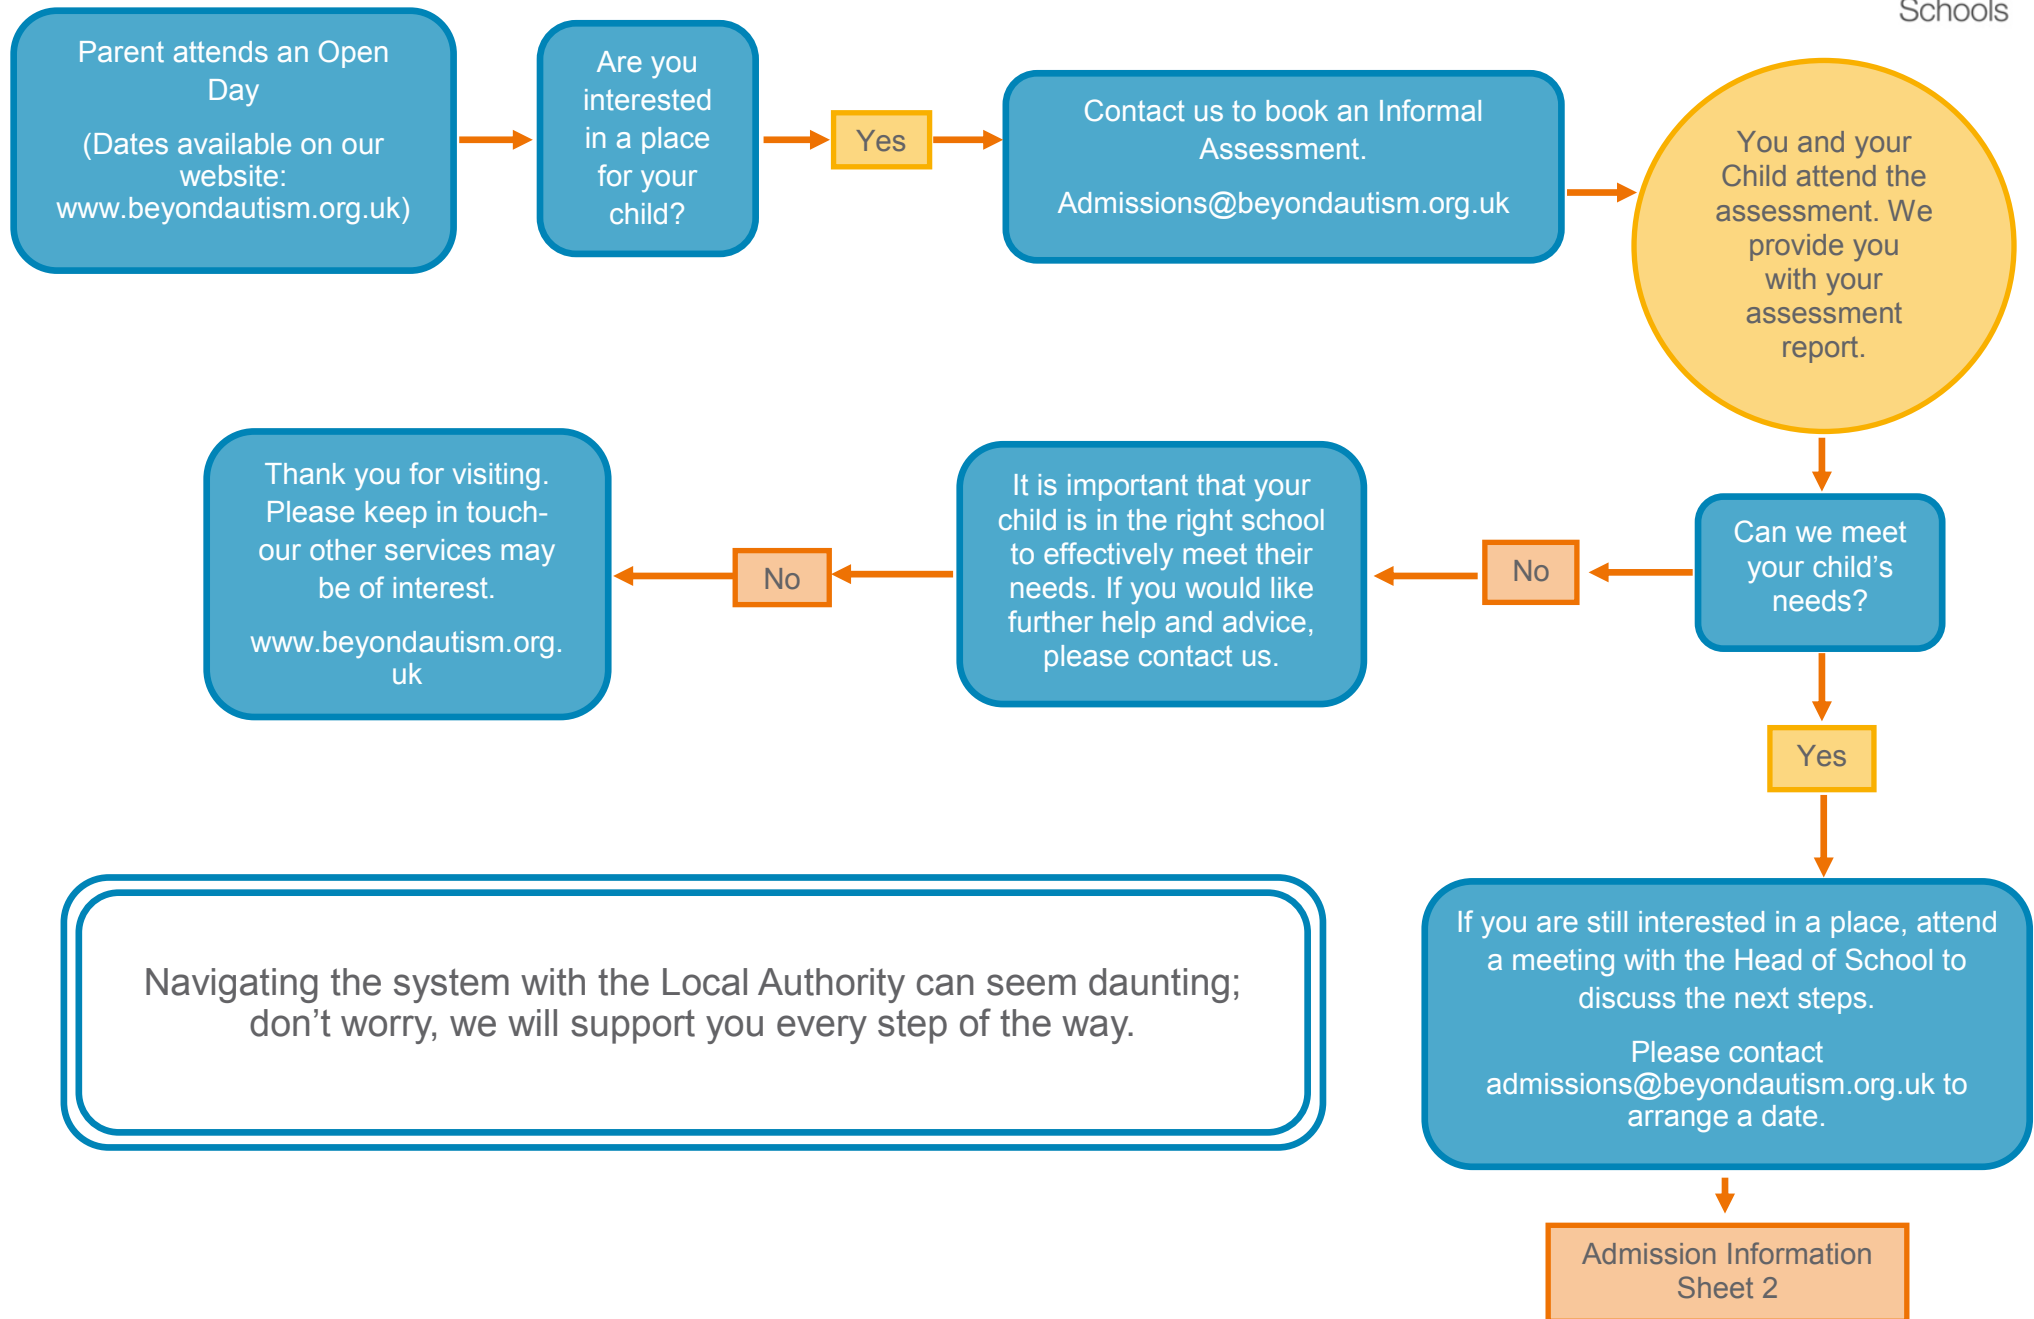 Schools
Parent attends an Open
Day
(Dates available on our
website:
www.beyondautism.org.uk)
Are you
interested
in a place
for your
child?
Yes
Contact us to book an Informal
Assessment.
Admissions@beyondautism.org.uk
You and your
Child attend the
assessment. We
provide you
with your
assessment
report.
Can we meet
your child’s
needs?
No
It is important that your
child is in the right school
to effectively meet their
needs. If you would like
further help and advice,
please contact us.
No
Thank you for visiting.
Please keep in touch-
our other services may
be of interest.
www.beyondautism.org.
uk
Yes
If you are still interested in a place, attend
a meeting with the Head of School to
discuss the next steps.
Please contact
admissions@beyondautism.org.uk to
arrange a date.
Admission Information
Sheet 2
Navigating the system with the Local Authority can seem daunting;
don’t worry, we will support you every step of the way.